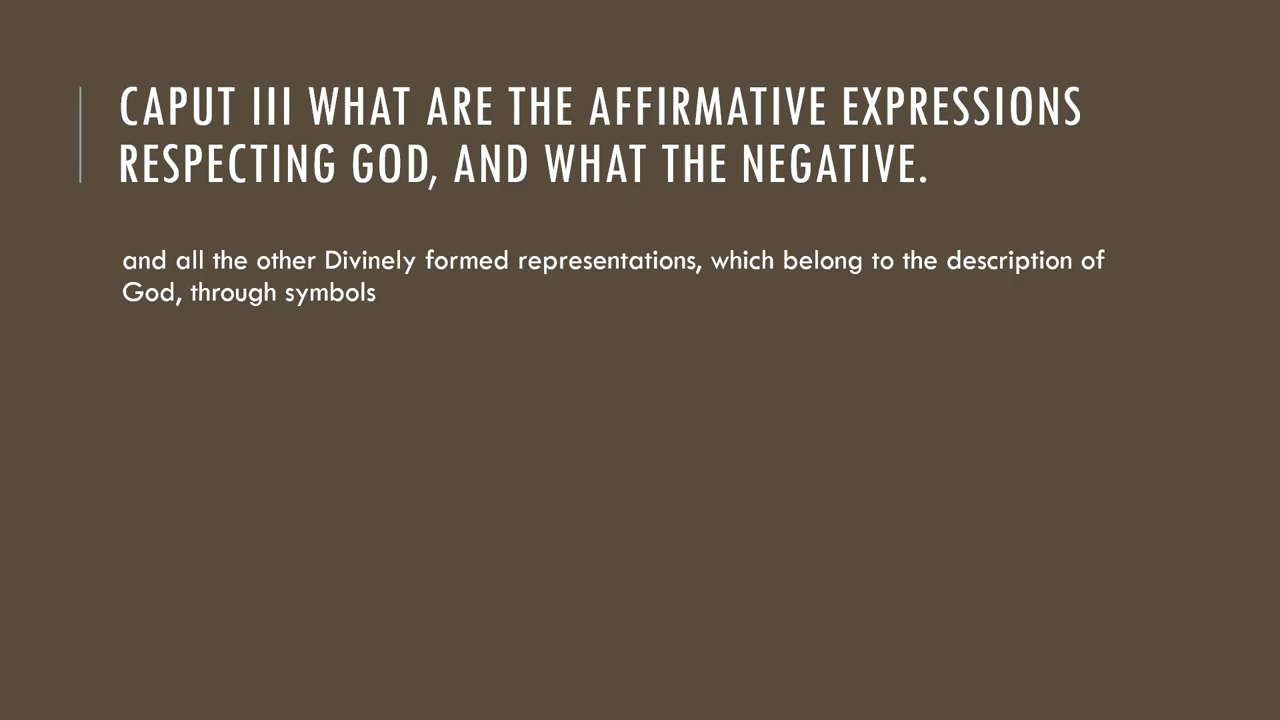 CAPUT III WHAT ARE THE AFFIRMATIVE EXPRESSIONS
RESPECTING GOD, AND WHAT THE NEGATIVE.
and all the other Divinely formed representations, which belong to the description of
God, through symbols